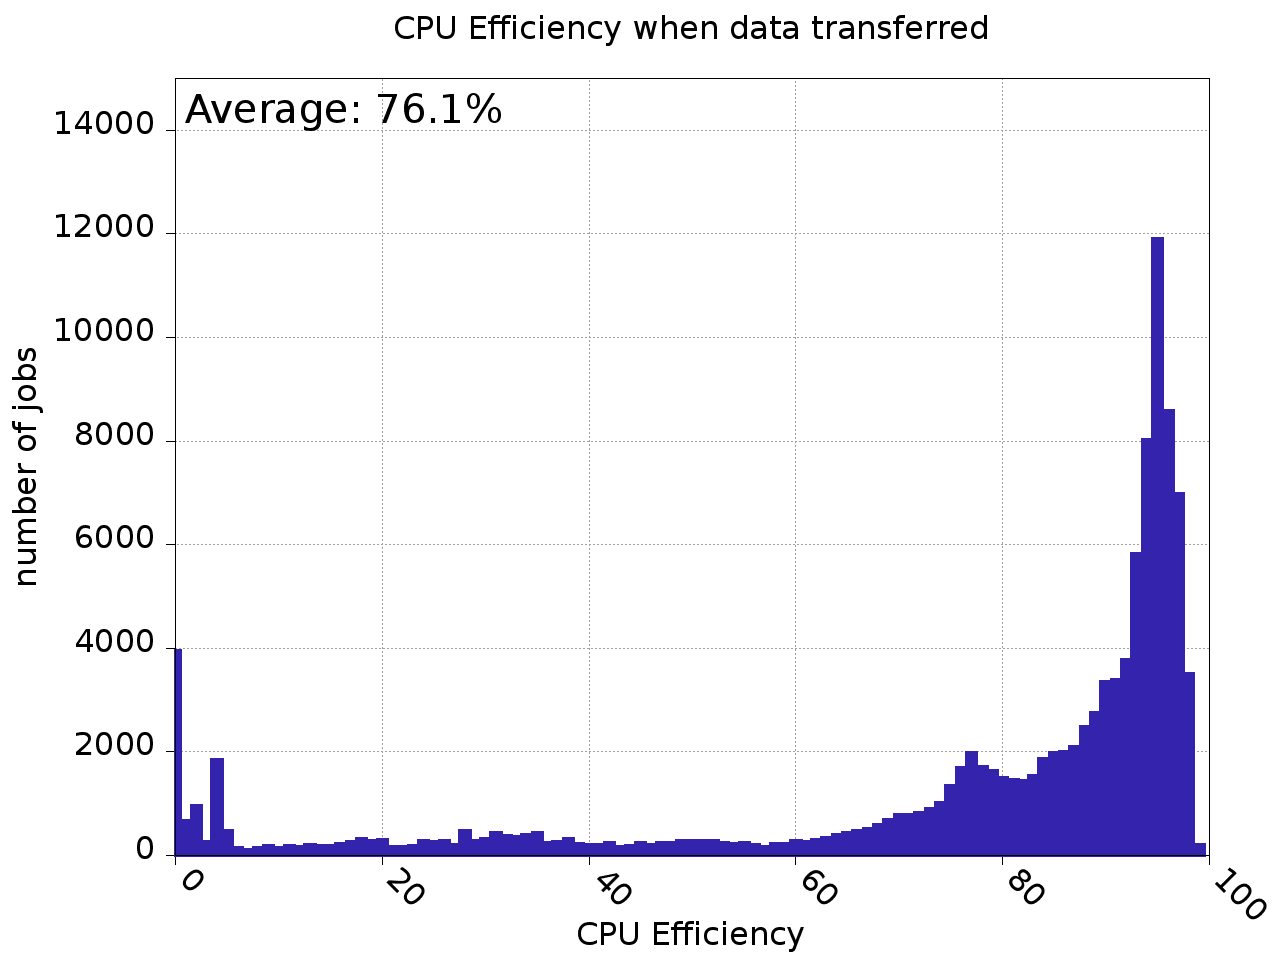 CPU Efficiency when data transferred
Average: 76.1%
14000
12000
10000
8000
6000
4000
2000
0
number of jobs
0 20 40 60 80 100
CPU Efficiency